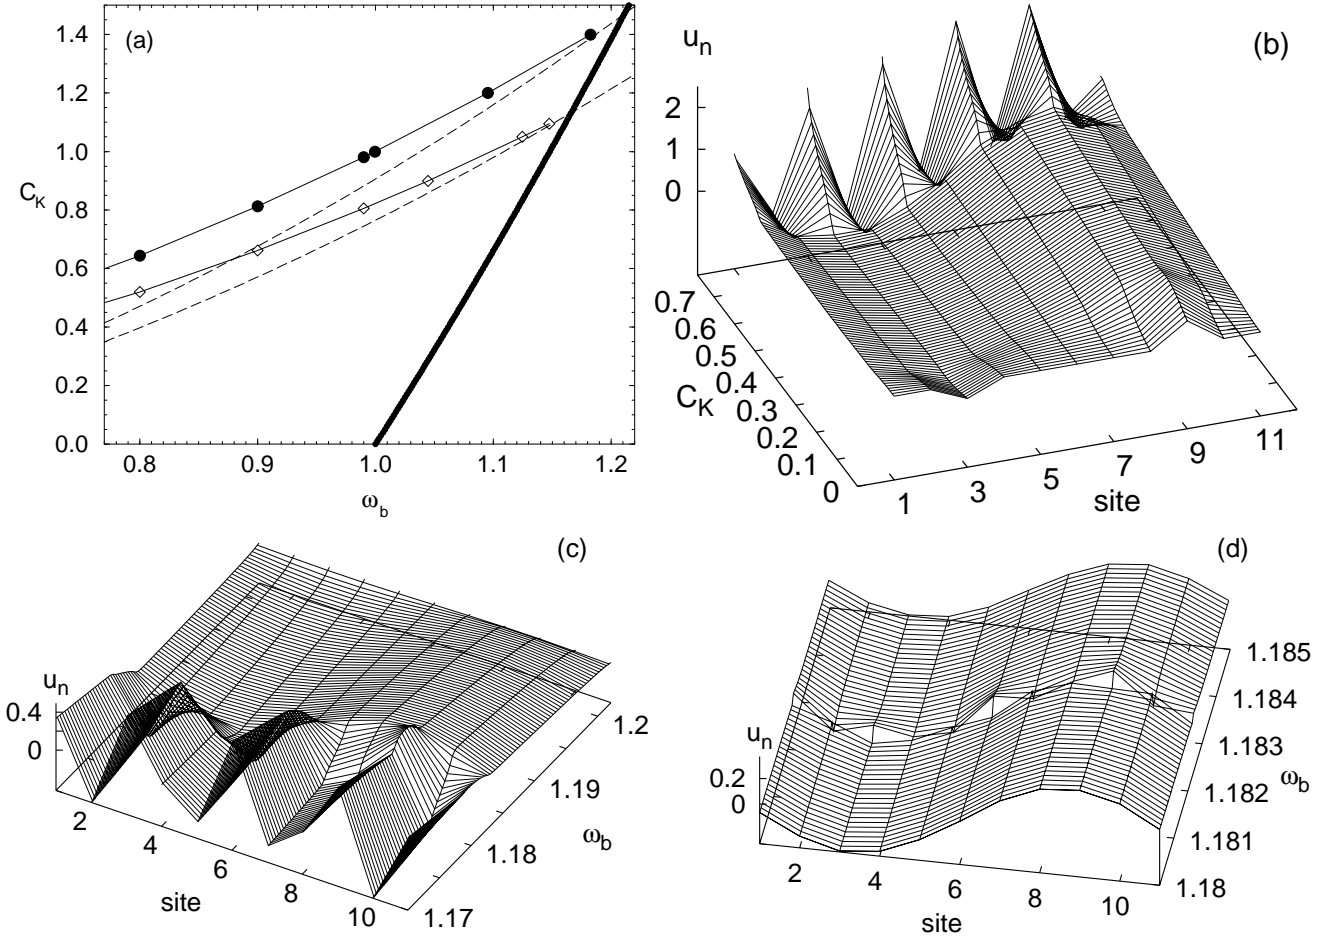 (a)
1.4
1.2
1.0
C_K
0.8
0.6
0.4
0.2
0.0
0.8 0.9 1.0 1.1 1.2
ω_b
(b)
u_n
2
1
0
0.7
0.6
0.5
0.4
0.3
0.2
0.1
0
C_K
1 3 5 7 9 11
site
(c)
u_n
0.4
0
2 4 6 8 10
site
1.17
1.18
1.19
1.2
ω_b
(d)
u_n
0.2
0
2 4 6 8 10
site
1.18
1.181
1.182
1.183
1.184
1.185
ω_b